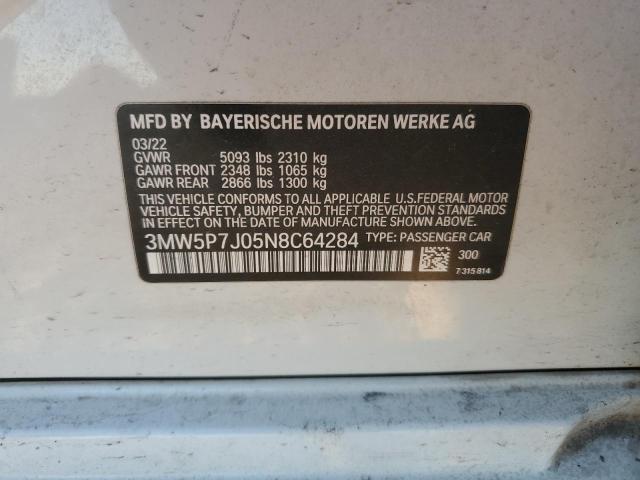 MFD BY BAYERISCHE MOTOREN WERKE AG
03/22
GVWR 5093 lbs 2310 kg
GAWR FRONT 2348 lbs 1065 kg
GAWR REAR 2866 lbs 1300 kg
THIS VEHICLE CONFORMS TO ALL APPLICABLE U.S.FEDERAL MOTOR
VEHICLE SAFETY, BUMPER AND THEFT PREVENTION STANDARDS
IN EFFECT ON THE DATE OF MANUFACTURE SHOWN ABOVE.
3MW5P7J05N8C64284 TYPE: PASSENGER CAR
300
7 315 814